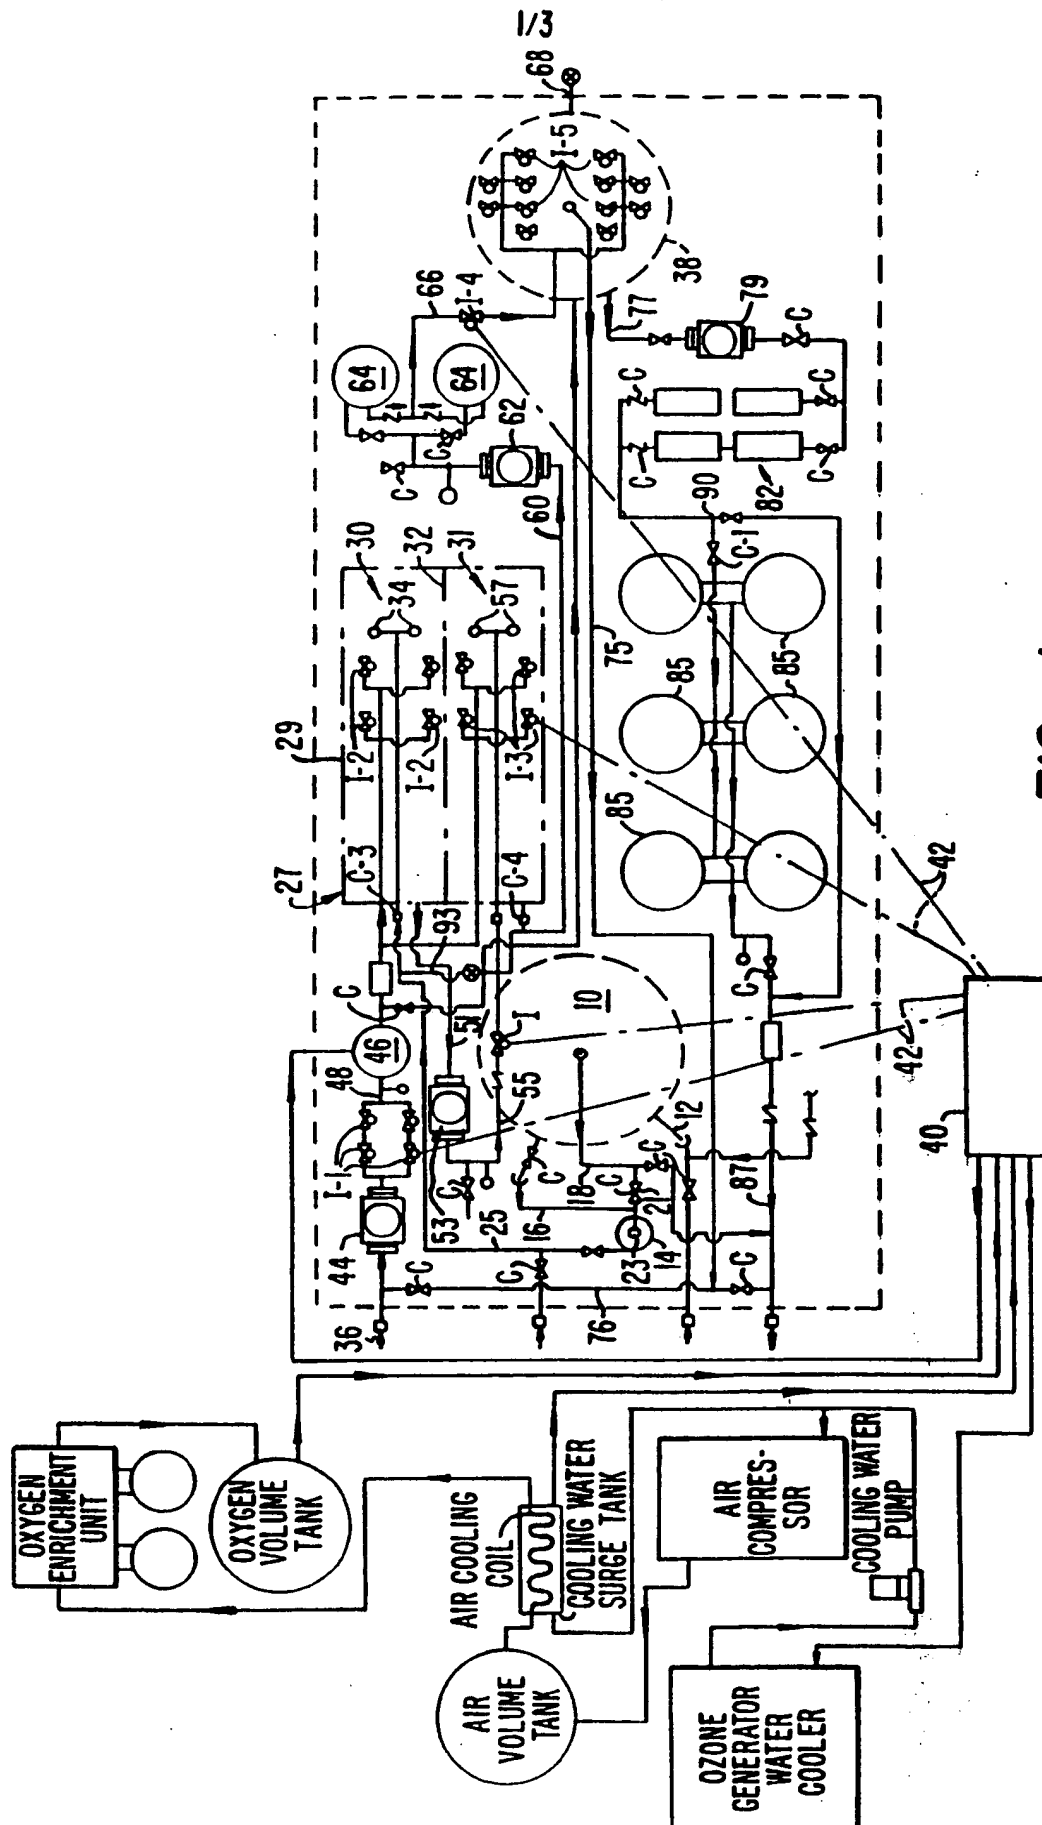 1/3
68
I-5
38
66
I-4
77
79
C
64
64
C
C
62
60
C
C
C
C
82
90
C-1
30
34
32
31
57
75
85
85
85
85
29
I-2
I-2
I-3
27
C-3
C-4
93
C
46
48
51
I
10
55
12
42
42
40
I-1
44
53
C
25
16
18
C
C
C
21
23
14
87
C
C
C
76
C
36
OXYGEN
ENRICHMENT
UNIT
OXYGEN
VOLUME
TANK
AIR COOLING
COIL
COOLING WATER
SURGE TANK
AIR
COMPRES-
SOR
COOLING WATER
PUMP
AIR
VOLUME
TANK
OZONE
GENERATOR
WATER
COOLER